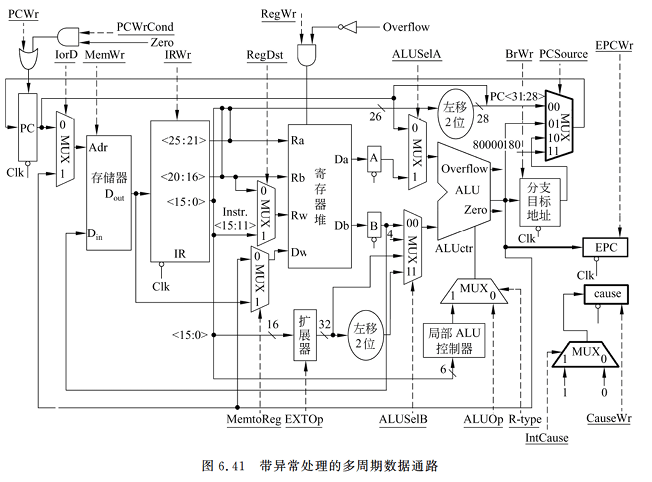 PCWr
PCWrCond
Zero
RegWr
Overflow
IorD MemWr IRWr RegDst ALUSelA BrWr PCSource EPCWr
PC
Clk
0
MUX
1
Adr
存储器
Dout
Din
<25:21>
<20:16>
<15:0>
IR
Clk
Instr.
<15:11>
0
MUX
1
0
MUX
1
Ra
Rb
Rw
Dw
寄存器堆
Da
Db
A
B
4
26
左移
2位
28
PC<31:28>
80000180
00
01
10
11
MUX
0
MUX
1
00
MUX
11
Overflow
ALU
Zero
ALUctr
分支
目标
地址
Clk
EPC
Clk
cause
<15:0>
16
扩展器
32
左移
2位
局部 ALU
控制器
6
MUX
1 0
MUX
1 0
1 0
MemtoReg EXTOp ALUSelB ALUOp R-type
IntCause
CauseWr
图 6.41 带异常处理的多周期数据通路